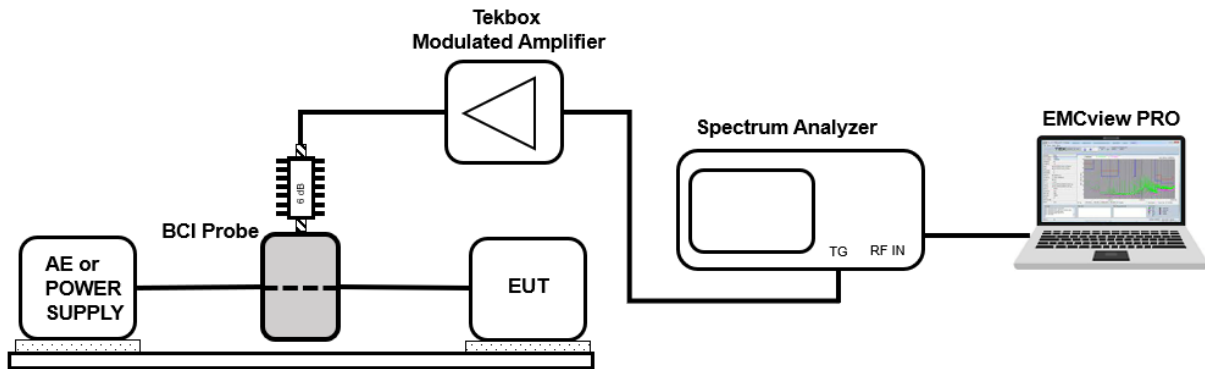 Tekbox
Modulated Amplifier
EMCview PRO
Spectrum Analyzer
6 dB
BCI Probe
AE or
POWER
SUPPLY
EUT
TG
RF IN